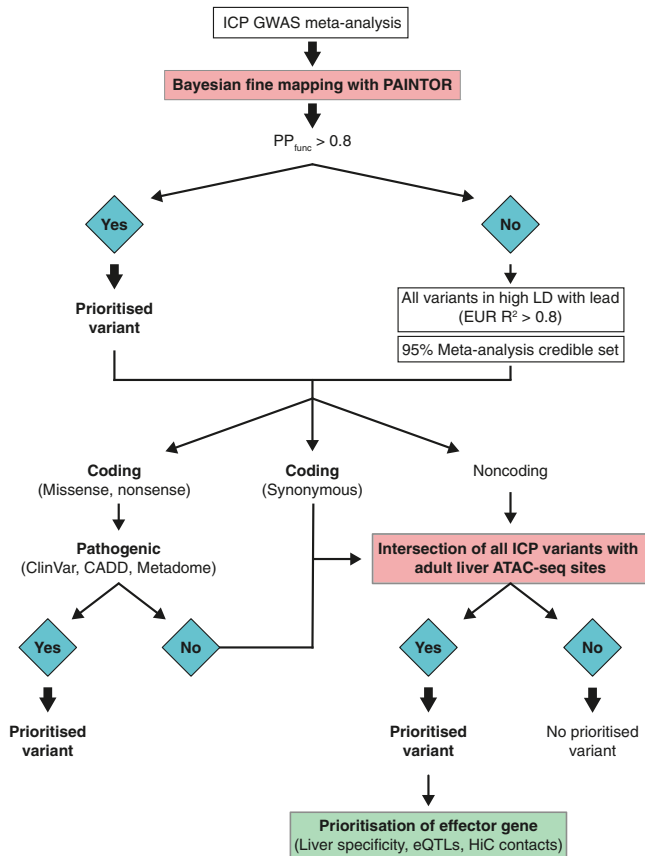 ICP GWAS meta-analysis
Bayesian fine mapping with PAINTOR
PPfunc > 0.8
Yes
No
Prioritised
variant
All variants in high LD with lead
(EUR R² > 0.8)
95% Meta-analysis credible set
Coding
(Missense, nonsense)
Coding
(Synonymous)
Noncoding
Pathogenic
(ClinVar, CADD, Metadome)
Intersection of all ICP variants with
adult liver ATAC-seq sites
Yes
No
Yes
No
Prioritised
variant
Prioritised
variant
No prioritised
variant
Prioritisation of effector gene
(Liver specificity, eQTLs, HiC contacts)